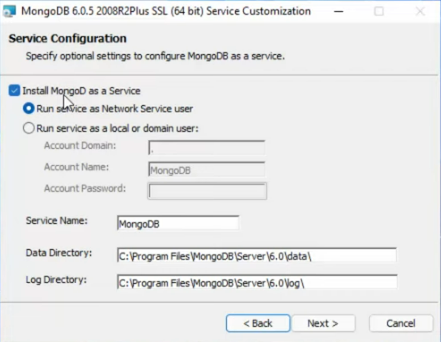 MongoDB 6.0.5 2008R2Plus SSL (64 bit) Service Customization
Service Configuration
Specify optional settings to configure MongoDB as a service.
Install MongoD as a Service
Run service as Network Service user
Run service as a local or domain user:
Account Domain: .
Account Name: MongoDB
Account Password:
Service Name: MongoDB
Data Directory: C:\Program Files\MongoDB\Server\6.0\data\
Log Directory: C:\Program Files\MongoDB\Server\6.0\log\
< Back Next > Cancel